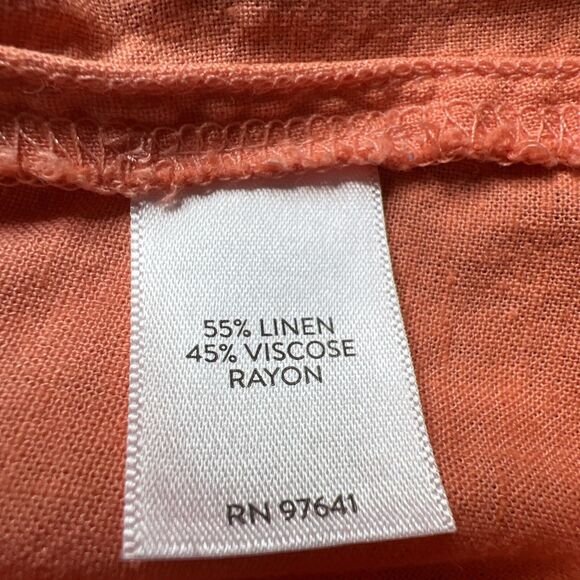 55% LINEN
45% VISCOSE
RAYON
RN 97641